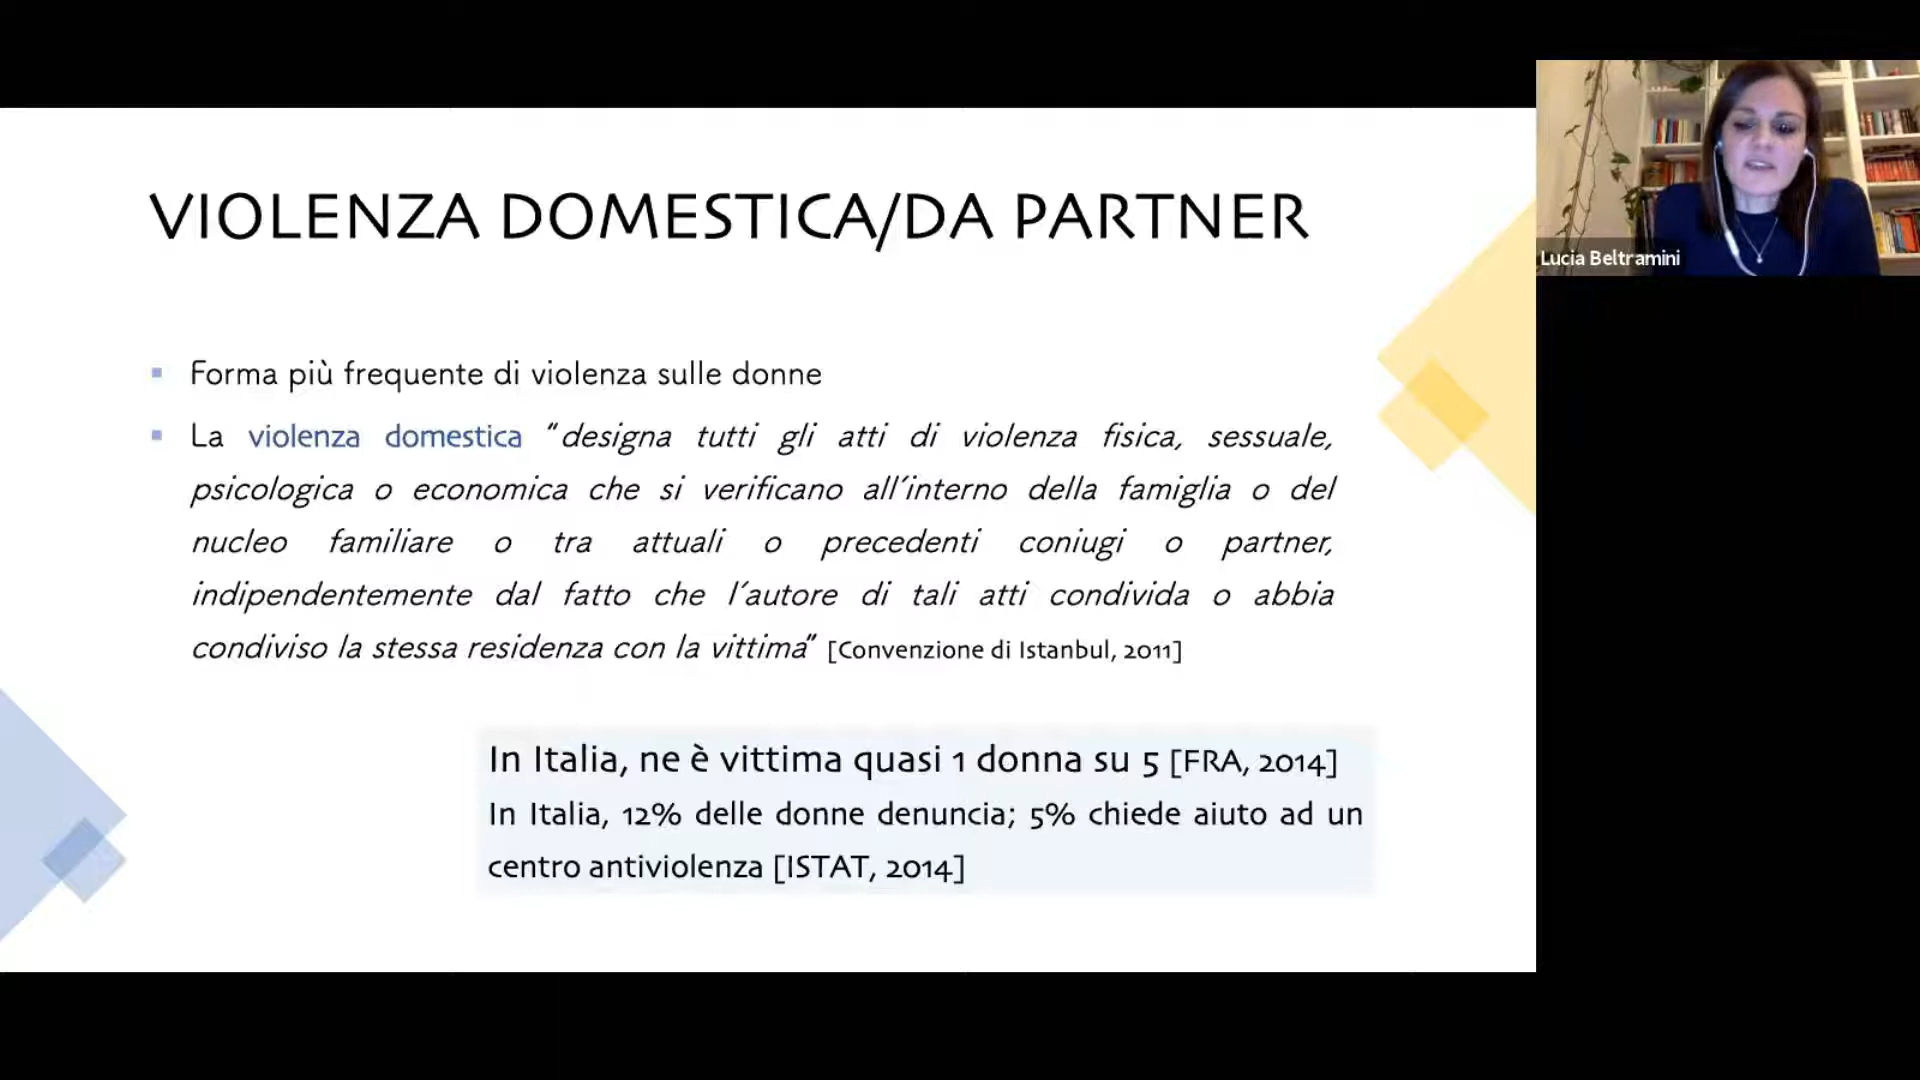 VIOLENZA DOMESTICA/DA PARTNER
Lucia Beltramini
▪ Forma più frequente di violenza sulle donne
▪ La violenza domestica “designa tutti gli atti di violenza fisica, sessuale,
psicologica o economica che si verificano all’interno della famiglia o del
nucleo familiare o tra attuali o precedenti coniugi o partner,
indipendentemente dal fatto che l’autore di tali atti condivida o abbia
condiviso la stessa residenza con la vittima” [Convenzione di Istanbul, 2011]
In Italia, ne è vittima quasi 1 donna su 5 [FRA, 2014]
In Italia, 12% delle donne denuncia; 5% chiede aiuto ad un
centro antiviolenza [ISTAT, 2014]